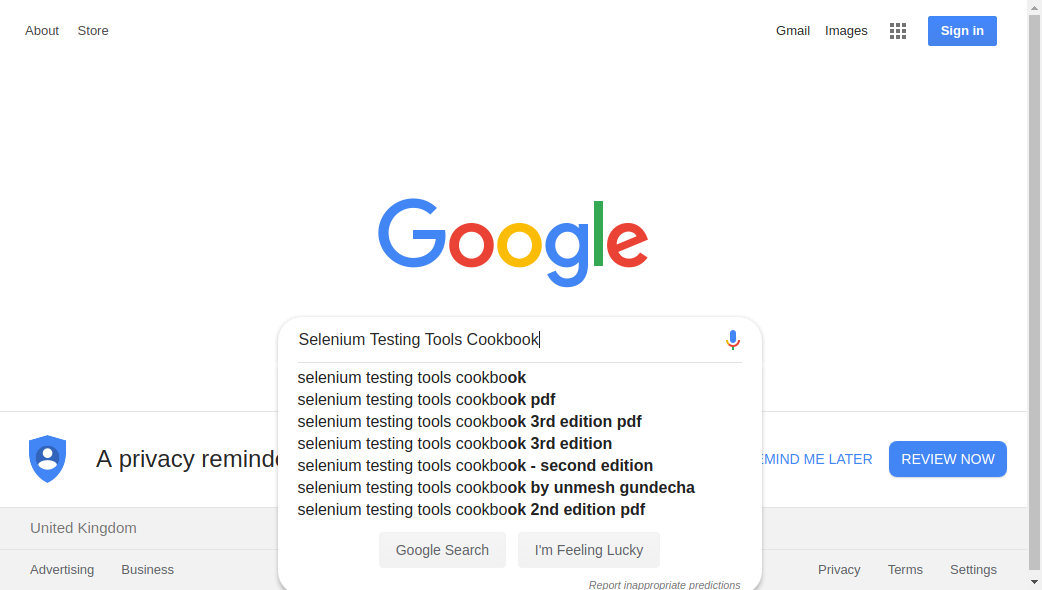 About Store Gmail Images Sign in
Google
Selenium Testing Tools Cookbook
selenium testing tools cookbook
selenium testing tools cookbook pdf
selenium testing tools cookbook 3rd edition pdf
selenium testing tools cookbook 3rd edition
A privacy EMIND ME LATER REVIEW NOW
selenium testing tools cookbook - second edition
selenium testing tools cookbook by unmesh gundecha
selenium testing tools cookbook 2nd edition pdf
United Kingdom
Google Search I'm Feeling Lucky
Advertising Business Privacy Terms Settings
Report inappropriate predictions